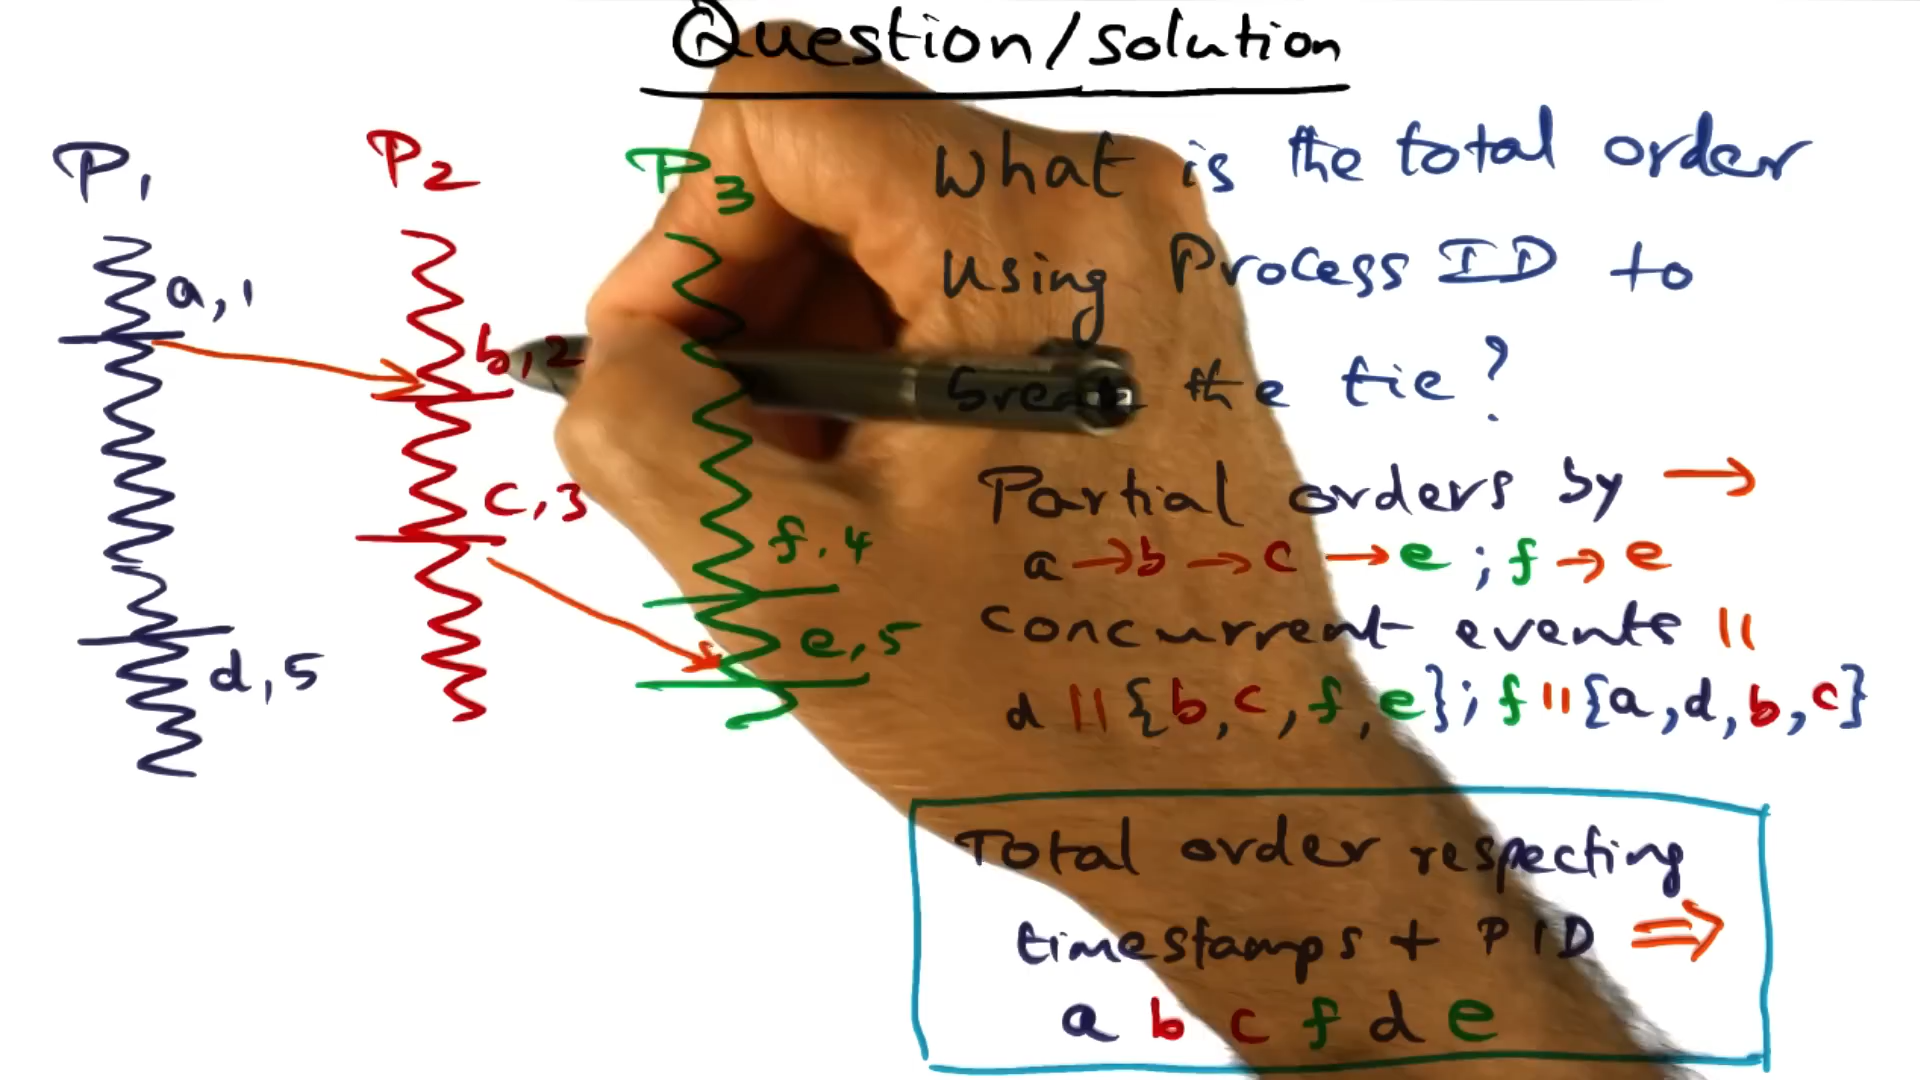 Question/solution
P1 P2 P3
a,1
b,2
c,3
f,4
e,5
d,5
What is the total order
using Process ID to
break the tie?
Partial orders by →
a → b → c → e ; f → e
concurrent events ||
d || {b, c, f, e}; f || {a, d, b, c}
Total order respecting
timestamps + PID ⇒
a b c f d e